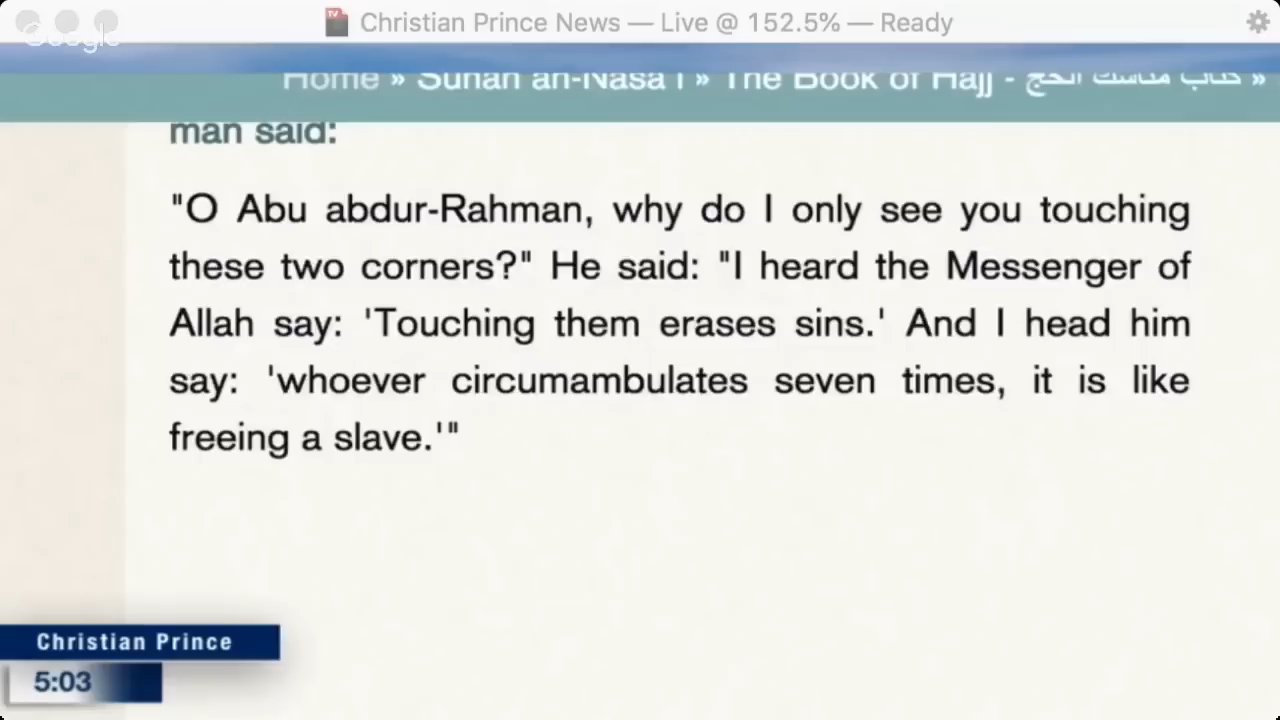 Christian Prince News — Live @ 152.5% — Ready
Google
Home » Sunan an-Nasa'i » The Book of Hajj - كتاب مناسك الحج »
man said:
"O Abu abdur-Rahman, why do I only see you touching
these two corners?" He said: "I heard the Messenger of
Allah say: 'Touching them erases sins.' And I head him
say: 'whoever circumambulates seven times, it is like
freeing a slave.'"
Christian Prince
5:03